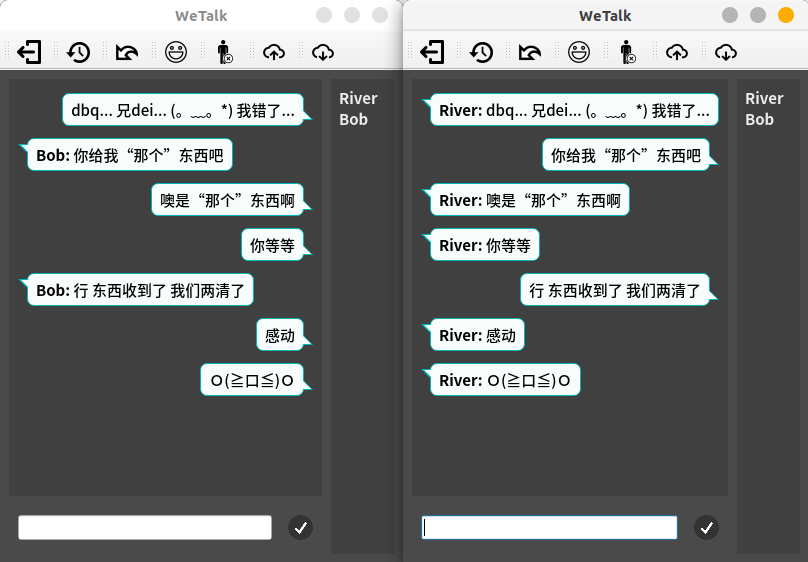 WeTalk
dbq... 兄dei... (。﹏。*) 我错了...
Bob: 你给我“那个”东西吧
噢是“那个”东西啊
你等等
Bob: 行 东西收到了 我们两清了
感动
O(≧口≦)O
River
Bob
WeTalk
River: dbq... 兄dei... (。﹏。*) 我错了...
你给我“那个”东西吧
River: 噢是“那个”东西啊
River: 你等等
行 东西收到了 我们两清了
River: 感动
River: O(≧口≦)O
River
Bob